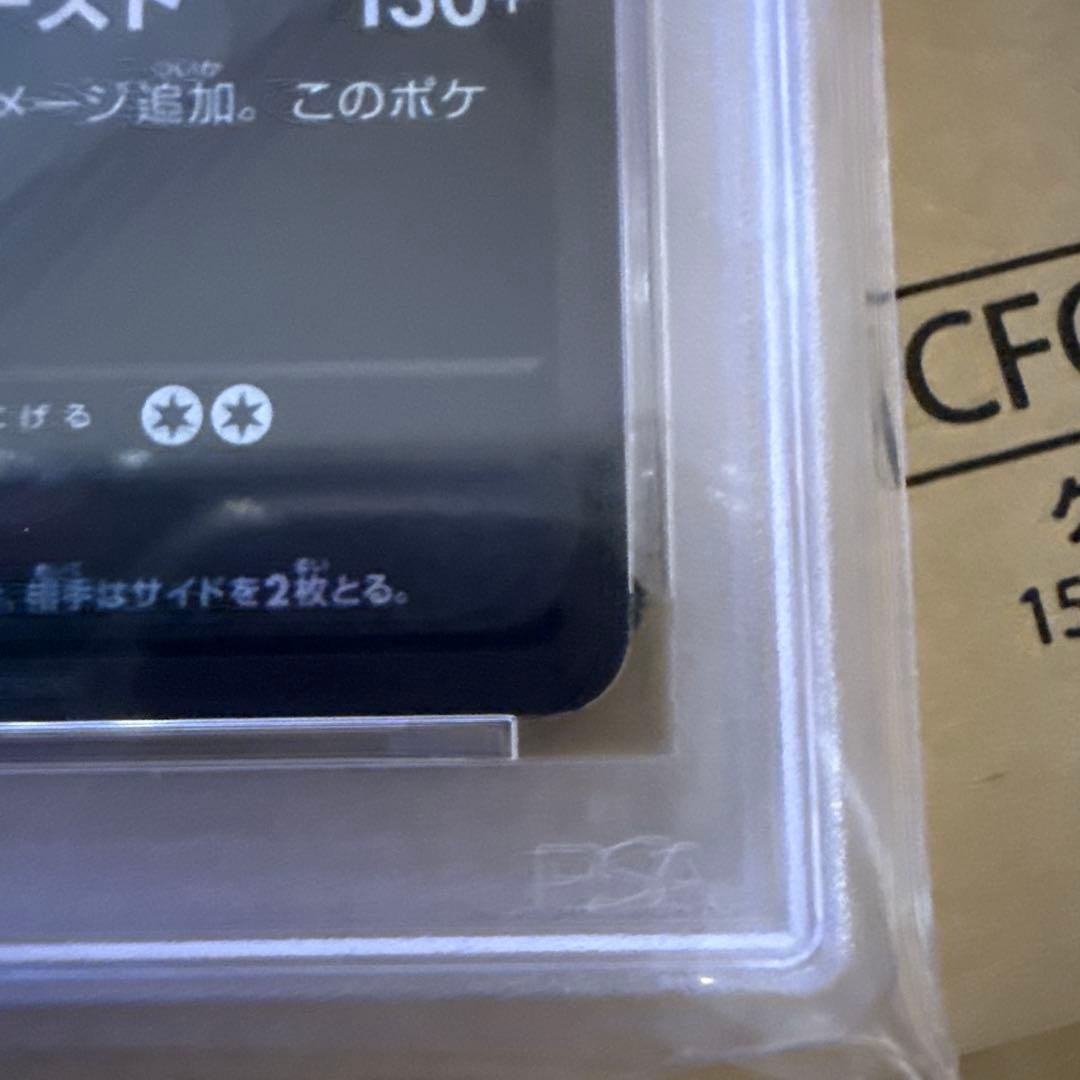 ースト 130+
メージ追加。このポケ
にげる
相手はサイドを2枚とる。
PSA
CF
15